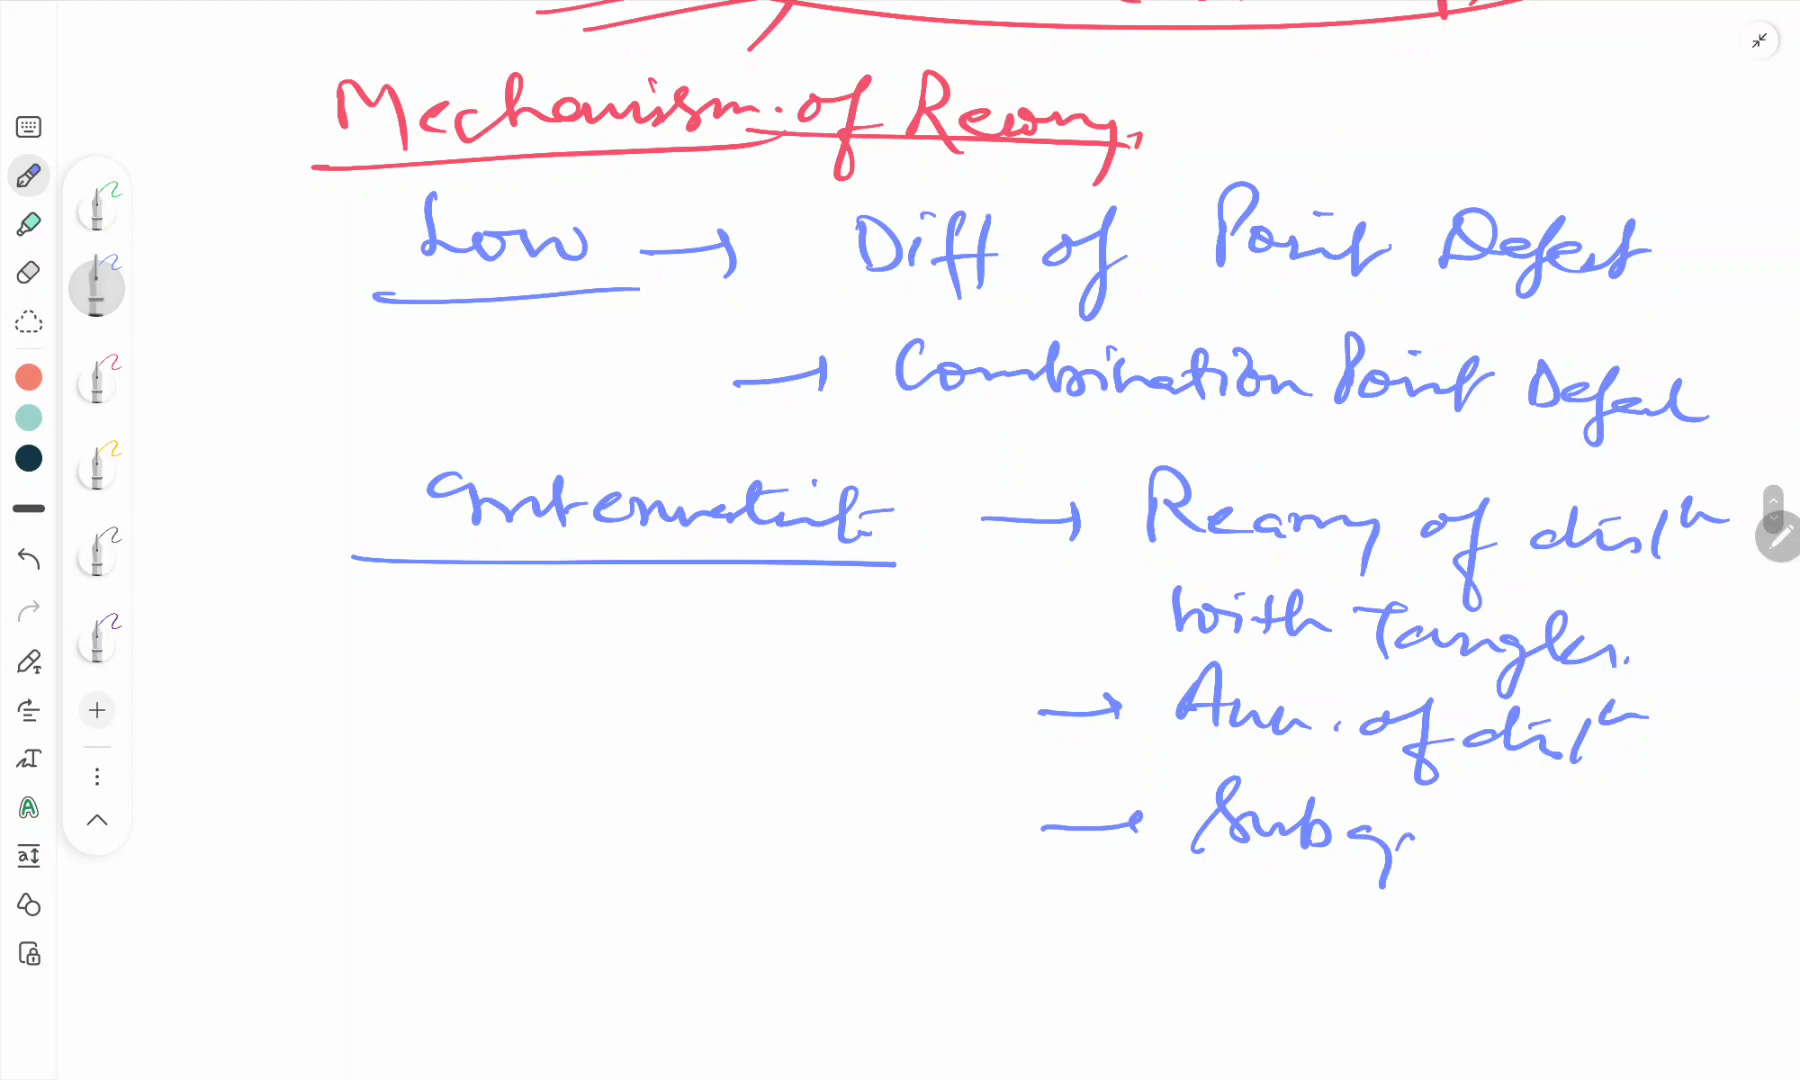 Mechanism of Recovery
Low → Diff of Point Defect
→ Combination Point Defect
Intermediate → Rearry of dislⁿ
with Tangles.
→ Ann. of dislⁿ
→ Subgr